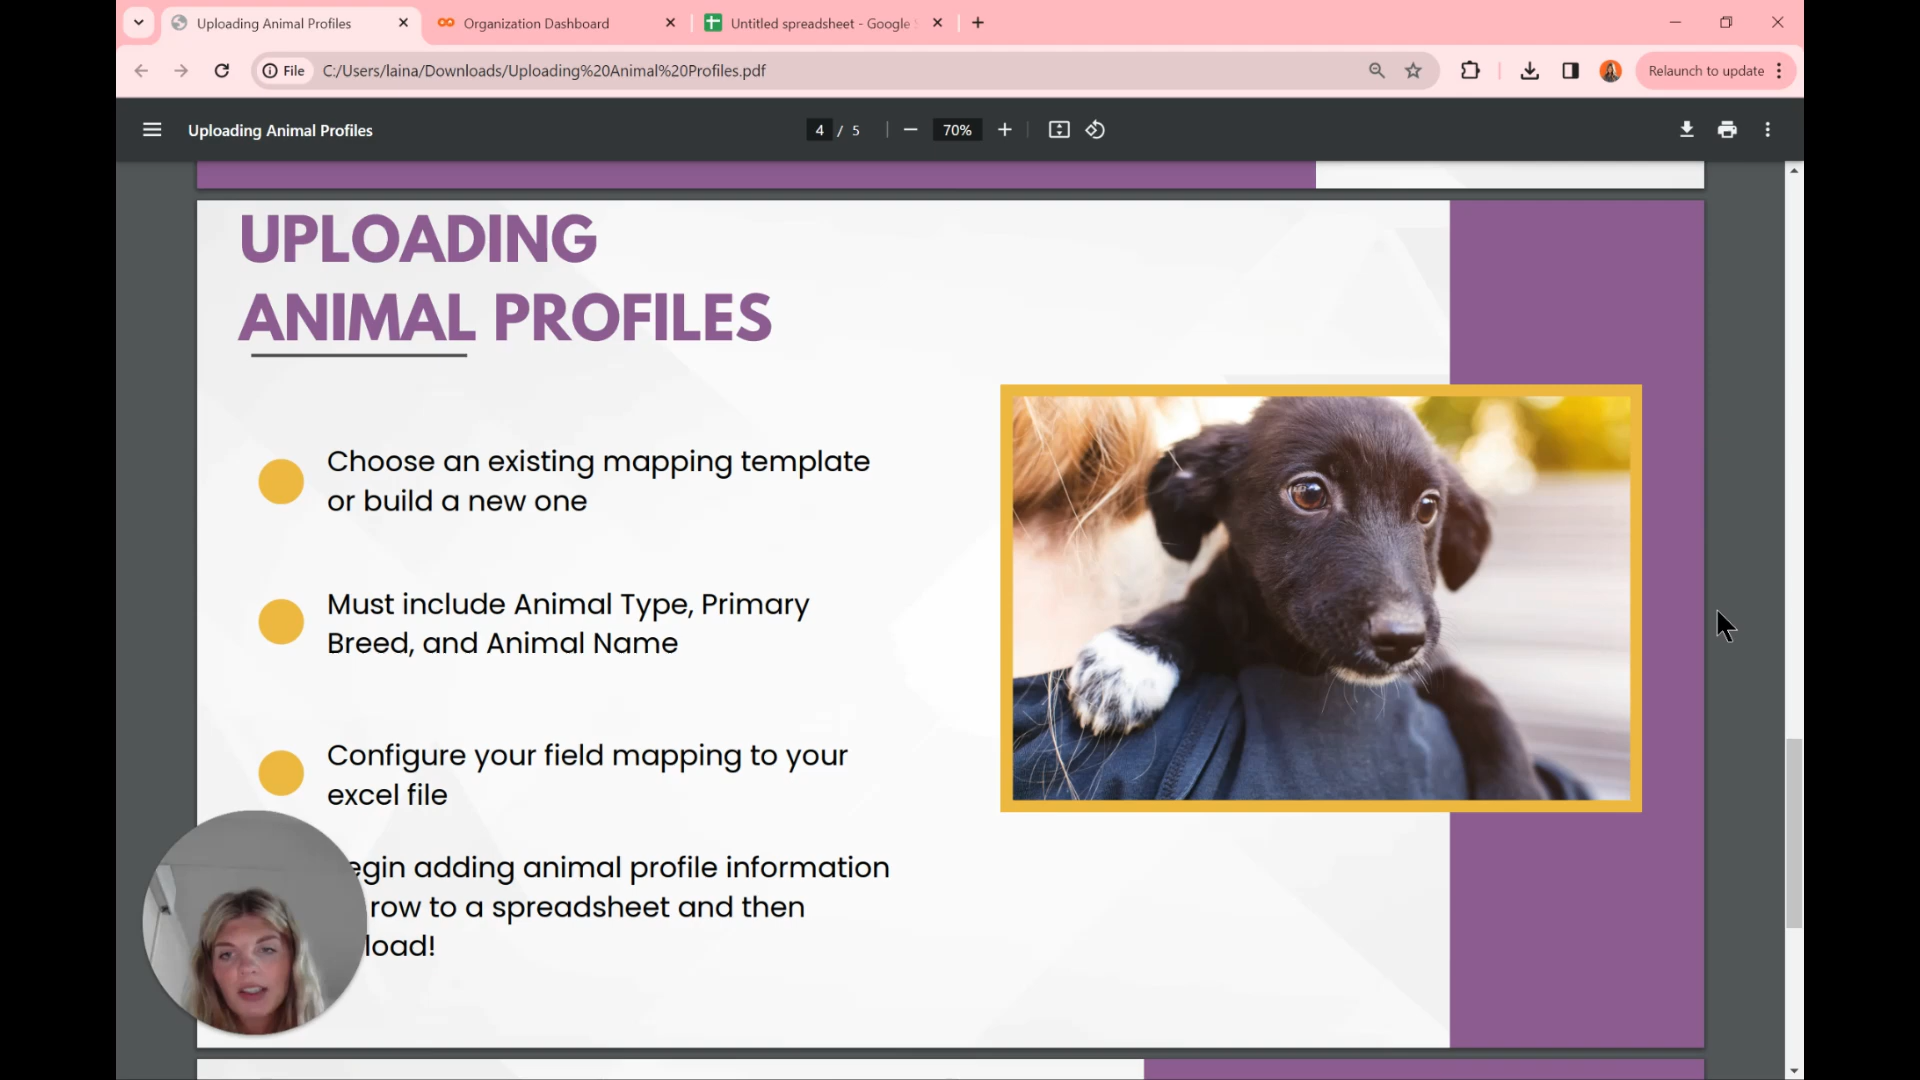 Uploading Animal Profiles
Organization Dashboard
Untitled spreadsheet - Google
File
C:/Users/laina/Downloads/Uploading%20Animal%20Profiles.pdf
Relaunch to update
Uploading Animal Profiles
4 / 5
70%
UPLOADING
ANIMAL PROFILES
Choose an existing mapping template
or build a new one
Must include Animal Type, Primary
Breed, and Animal Name
Configure your field mapping to your
excel file
egin adding animal profile information
row to a spreadsheet and then
load!